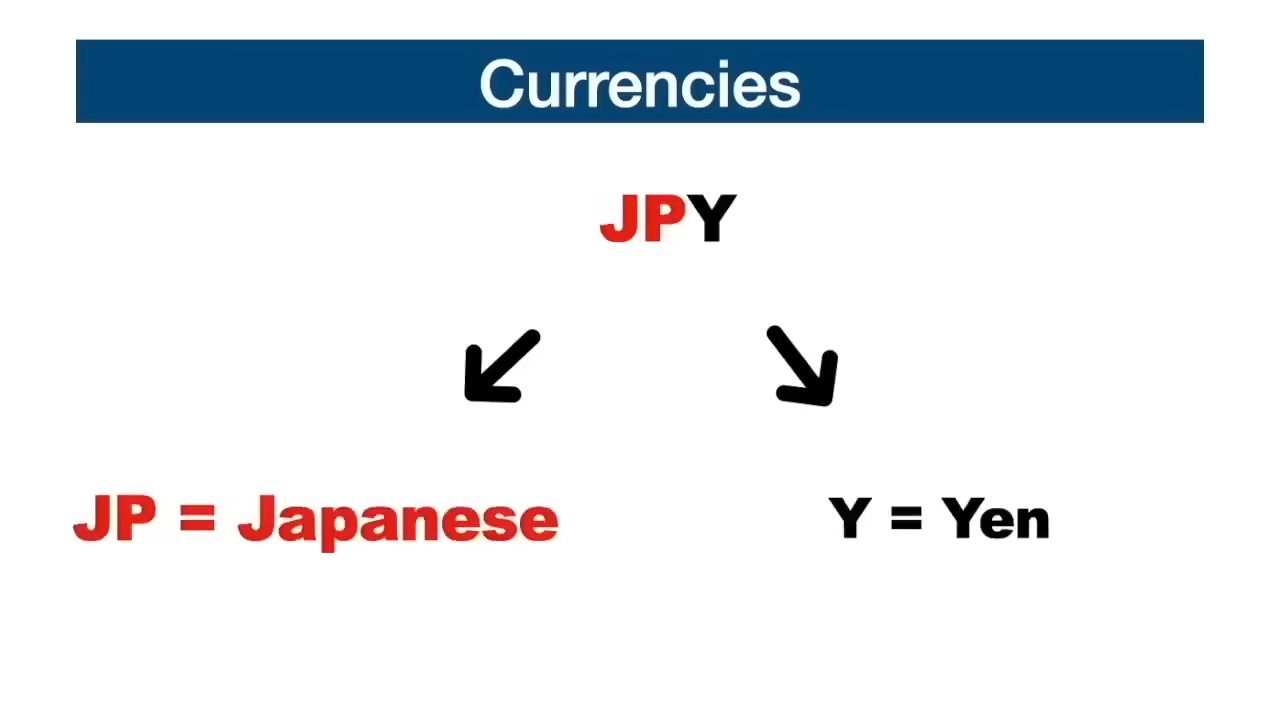 Currencies
JPY
JP = Japanese
Y = Yen